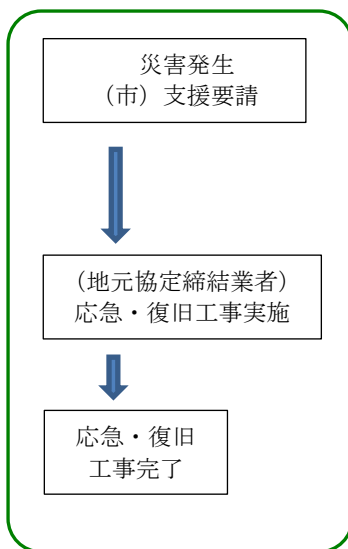 災害発生
（市）支援要請
（地元協定締結業者）
応急・復旧工事実施
応急・復旧
工事完了